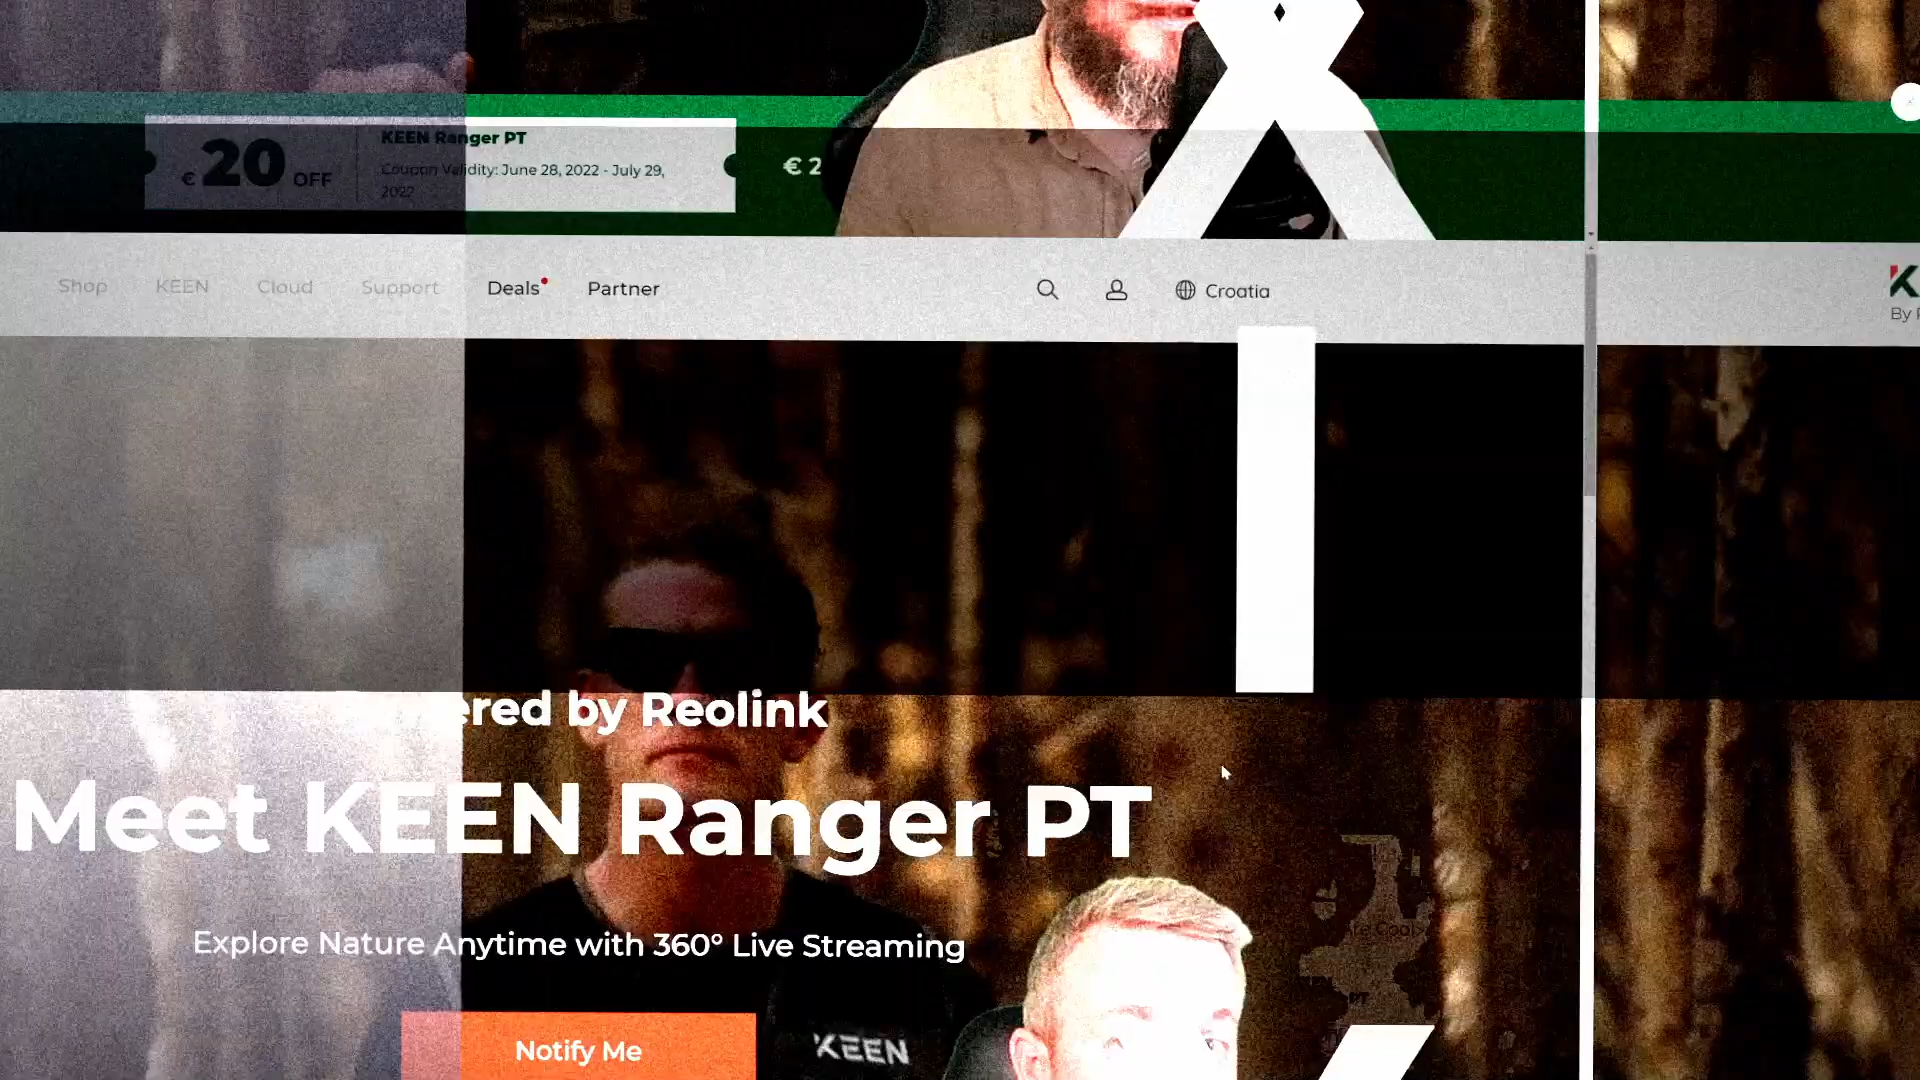 KEEN Ranger PT
€ 20 OFF
Coupon Validity: June 28, 2022 - July 29,
2022
€ 2
Shop KEEN Cloud Support Deals Partner Croatia
By
ered by Reolink
Meet KEEN Ranger PT
Explore Nature Anytime with 360° Live Streaming
Notify Me
KEEN